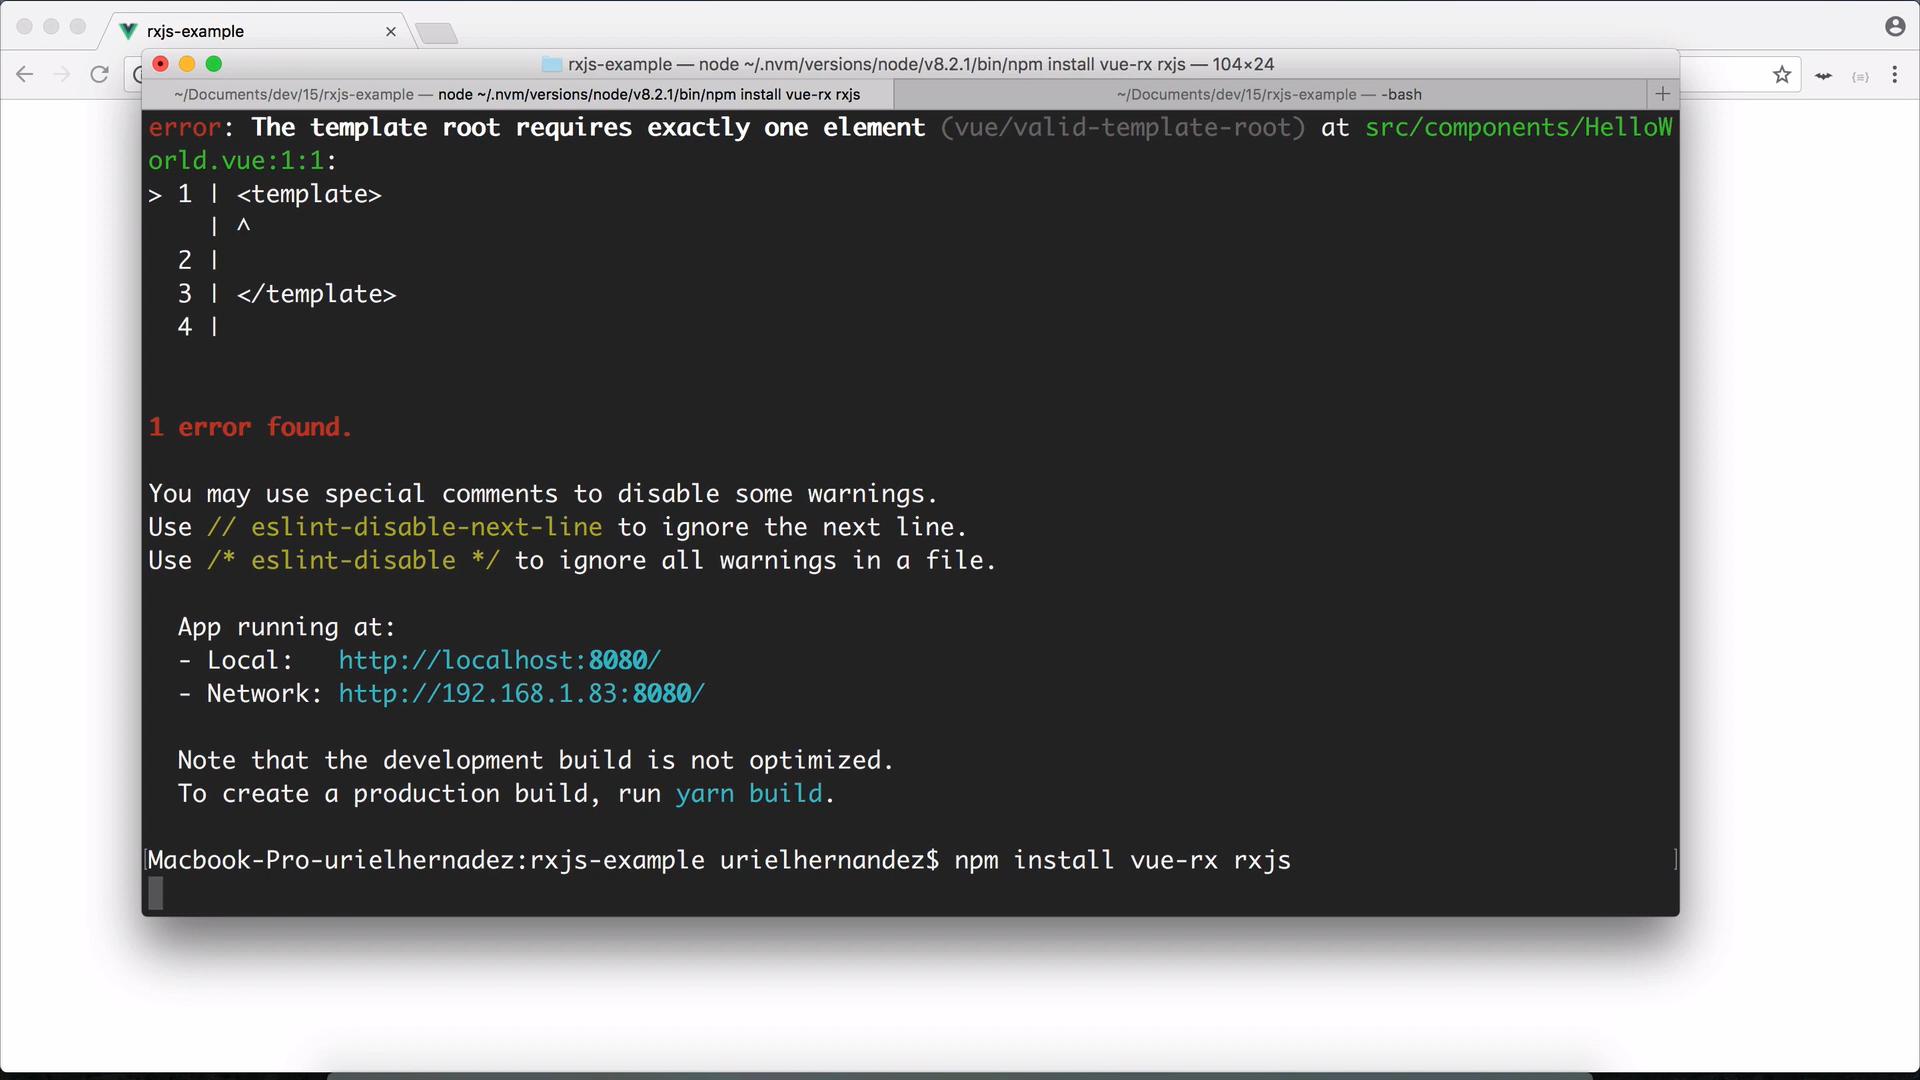 rxjs-example
rxjs-example — node ~/.nvm/versions/node/v8.2.1/bin/npm install vue-rx rxjs — 104×24
~/Documents/dev/15/rxjs-example — node ~/.nvm/versions/node/v8.2.1/bin/npm install vue-rx rxjs
~/Documents/dev/15/rxjs-example — -bash
error: The template root requires exactly one element (vue/valid-template-root) at src/components/HelloW
orld.vue:1:1:
> 1 | <template>
| ^
2 |
3 | </template>
4 |
1 error found.
You may use special comments to disable some warnings.
Use // eslint-disable-next-line to ignore the next line.
Use /* eslint-disable */ to ignore all warnings in a file.
App running at:
- Local: http://localhost:8080/
- Network: http://192.168.1.83:8080/
Note that the development build is not optimized.
To create a production build, run yarn build.
[Macbook-Pro-urielhernadez:rxjs-example urielhernandez$ npm install vue-rx rxjs ]